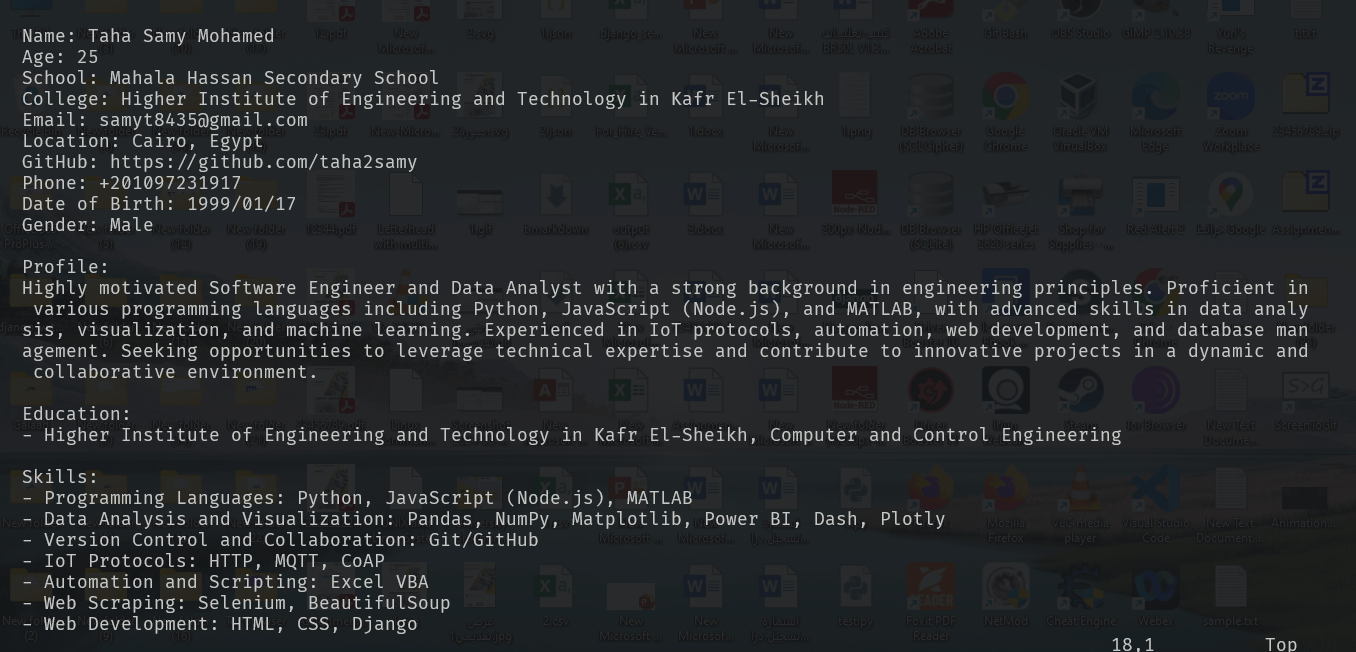 Name: Taha Samy Mohamed
Age: 25
School: Mahala Hassan Secondary School
College: Higher Institute of Engineering and Technology in Kafr El-Sheikh
Email: samyt8435@gmail.com
Location: Cairo, Egypt
GitHub: https://github.com/taha2samy
Phone: +201097231917
Date of Birth: 1999/01/17
Gender: Male
Profile:
Highly motivated Software Engineer and Data Analyst with a strong background in engineering principles. Proficient in
various programming languages including Python, JavaScript (Node.js), and MATLAB, with advanced skills in data analy
sis, visualization, and machine learning. Experienced in IoT protocols, automation, web development, and database man
agement. Seeking opportunities to leverage technical expertise and contribute to innovative projects in a dynamic and
collaborative environment.
Education:
- Higher Institute of Engineering and Technology in Kafr El-Sheikh, Computer and Control Engineering
Skills:
- Programming Languages: Python, JavaScript (Node.js), MATLAB
- Data Analysis and Visualization: Pandas, NumPy, Matplotlib, Power BI, Dash, Plotly
- Version Control and Collaboration: Git/GitHub
- IoT Protocols: HTTP, MQTT, CoAP
- Automation and Scripting: Excel VBA
- Web Scraping: Selenium, BeautifulSoup
- Web Development: HTML, CSS, Django
18,1 Top